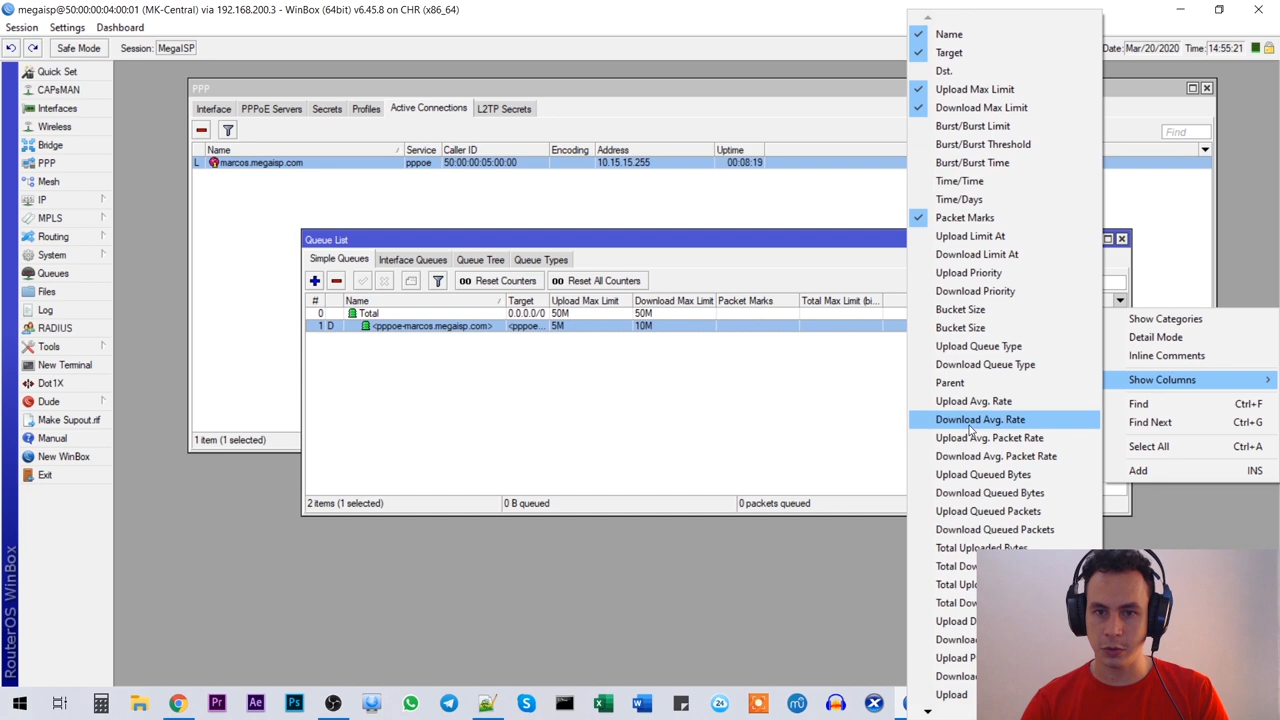 megaisp@50:00:00:04:00:01 (MK-Central) via 192.168.200.3 - WinBox (64bit) v6.45.8 on CHR (x86_64)
Session Settings Dashboard
Safe Mode Session: MegaISP Date: Mar/20/2020 Time: 14:55:21
Quick Set
CAPsMAN
Interfaces
Wireless
Bridge
PPP
Mesh
IP
MPLS
Routing
System
Queues
Files
Log
RADIUS
Tools
New Terminal
Dot1X
Dude
Make Supout.rif
Manual
New WinBox
Exit
RouterOS WinBox
PPP
Interface PPPoE Servers Secrets Profiles Active Connections L2TP Secrets
Find
Name Service Caller ID Encoding Address Uptime
L marcos.megaisp.com pppoe 50:00:00:05:00:00 10.15.15.255 00:08:19
1 item (1 selected)
Queue List
Simple Queues Interface Queues Queue Tree Queue Types
00 Reset Counters 00 Reset All Counters
# Name Target Upload Max Limit Download Max Limit Packet Marks Total Max Limit (bi...
0 Total 0.0.0.0/0 50M 50M
1 D <pppoe-marcos.megaisp.com> <pppoe... 5M 10M
2 items (1 selected) 0 B queued 0 packets queued
Name
Target
Dst.
Upload Max Limit
Download Max Limit
Burst/Burst Limit
Burst/Burst Threshold
Burst/Burst Time
Time/Time
Time/Days
Packet Marks
Upload Limit At
Download Limit At
Upload Priority
Download Priority
Bucket Size
Bucket Size
Upload Queue Type
Download Queue Type
Parent
Upload Avg. Rate
Download Avg. Rate
Upload Avg. Packet Rate
Download Avg. Packet Rate
Upload Queued Bytes
Download Queued Bytes
Upload Queued Packets
Download Queued Packets
Total Uploaded Bytes
Total
Total
Total
Upload
Upload
Show Categories
Detail Mode
Inline Comments
Show Columns
Find Ctrl+F
Find Next Ctrl+G
Select All Ctrl+A
Add INS
Pr Ae Ps 24